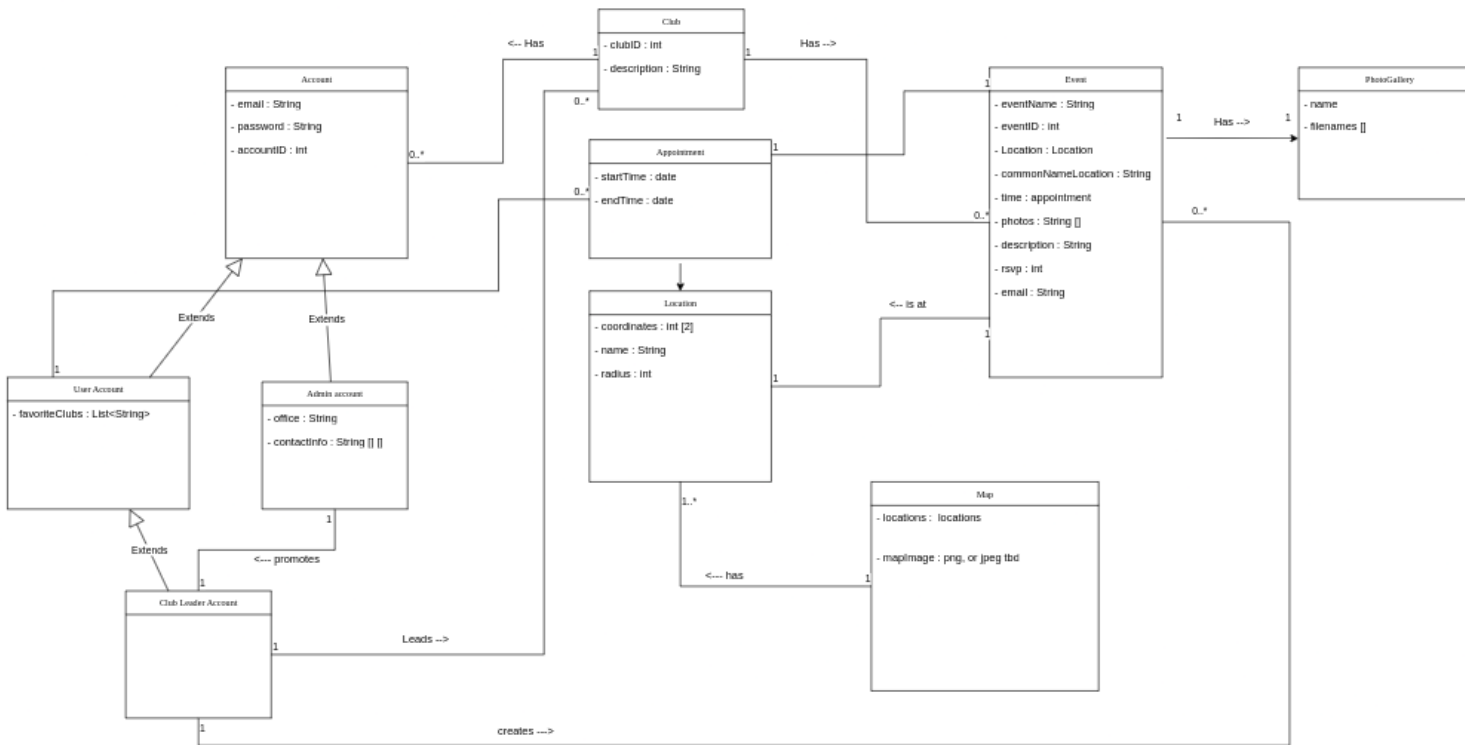 Club
- clubID : int
- description : String
<-- Has
1
0..*
1
Has -->
Account
- email : String
- password : String
- accountID : int
0..*
Appointment
- startTime : date
- endTime : date
1
0..*
Event
- eventName : String
- eventID : int
- Location : Location
- commonNameLocation : String
- time : appointment
- photos : String []
- description : String
- rsvp : int
- email : String
1
0..*
1
1
Has -->
1
0..*
PhotoGallery
- name
- filenames []
Extends
Extends
<-- is at
Location
- coordinates : int [2]
- name : String
- radius : int
1
1..*
1
User Account
- favoriteClubs : List<String>
Admin account
- office : String
- contactInfo : String [] []
1
Extends
<--- promotes
1
Map
- locations :  locations
- mapImage : png, or jpeg tbd
<--- has
1
Club Leader Account
1
Leads -->
1
creates --->